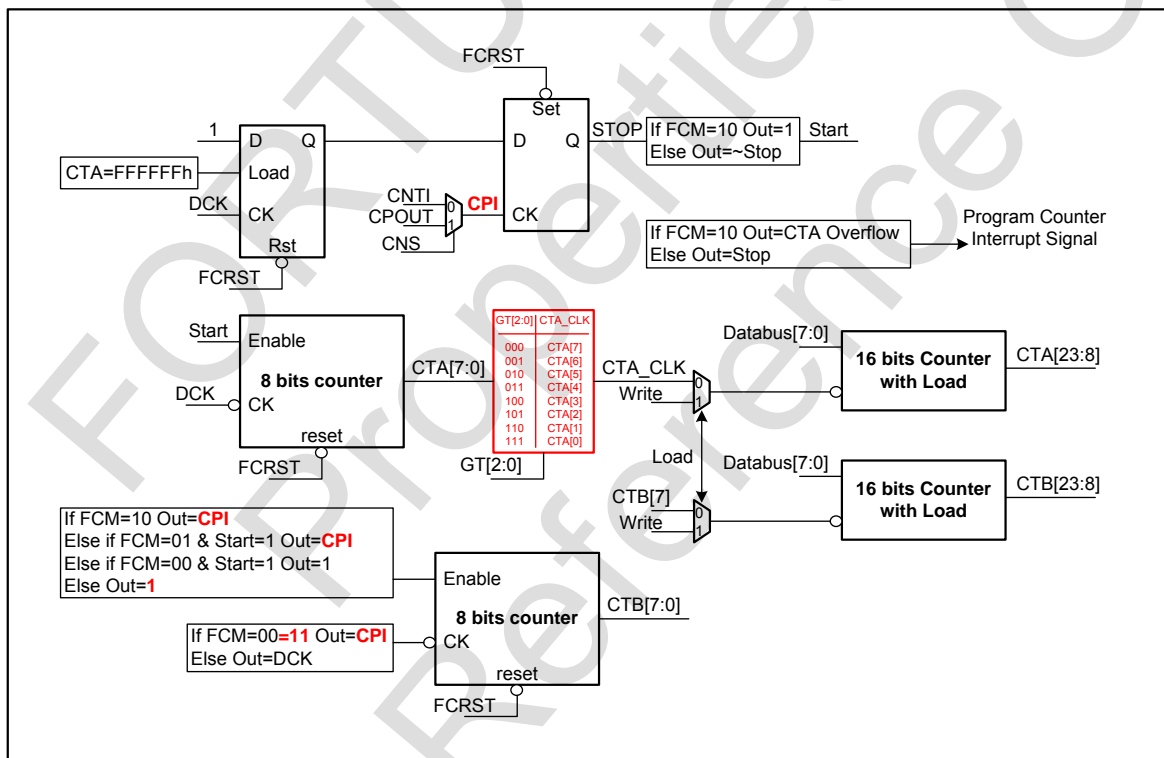 FCRST
Set
1
D
Q
D
Q
STOP
If FCM=10 Out=1
Else Out=~Stop
Start
CTA=FFFFFFh
Load
DCK
CK
CNTI
0
CPOUT
1
CPI
CK
CNS
Rst
FCRST
If FCM=10 Out=CTA Overflow
Else Out=Stop
Program Counter
Interrupt Signal
Start
Enable
8 bits counter
DCK
CK
reset
FCRST
CTA[7:0]
GT[2:0] CTA_CLK
000 CTA[7]
001 CTA[6]
010 CTA[5]
011 CTA[4]
100 CTA[3]
101 CTA[2]
110 CTA[1]
111 CTA[0]
GT[2:0]
CTA_CLK
0
Write
1
Load
Databus[7:0]
16 bits Counter
with Load
CTA[23:8]
CTB[7]
0
Write
1
Databus[7:0]
16 bits Counter
with Load
CTB[23:8]
If FCM=10 Out=CPI
Else if FCM=01 & Start=1 Out=CPI
Else if FCM=00 & Start=1 Out=1
Else Out=1
Enable
8 bits counter
If FCM=00=11 Out=CPI
Else Out=DCK
CK
reset
FCRST
CTB[7:0]
Properties
Reference